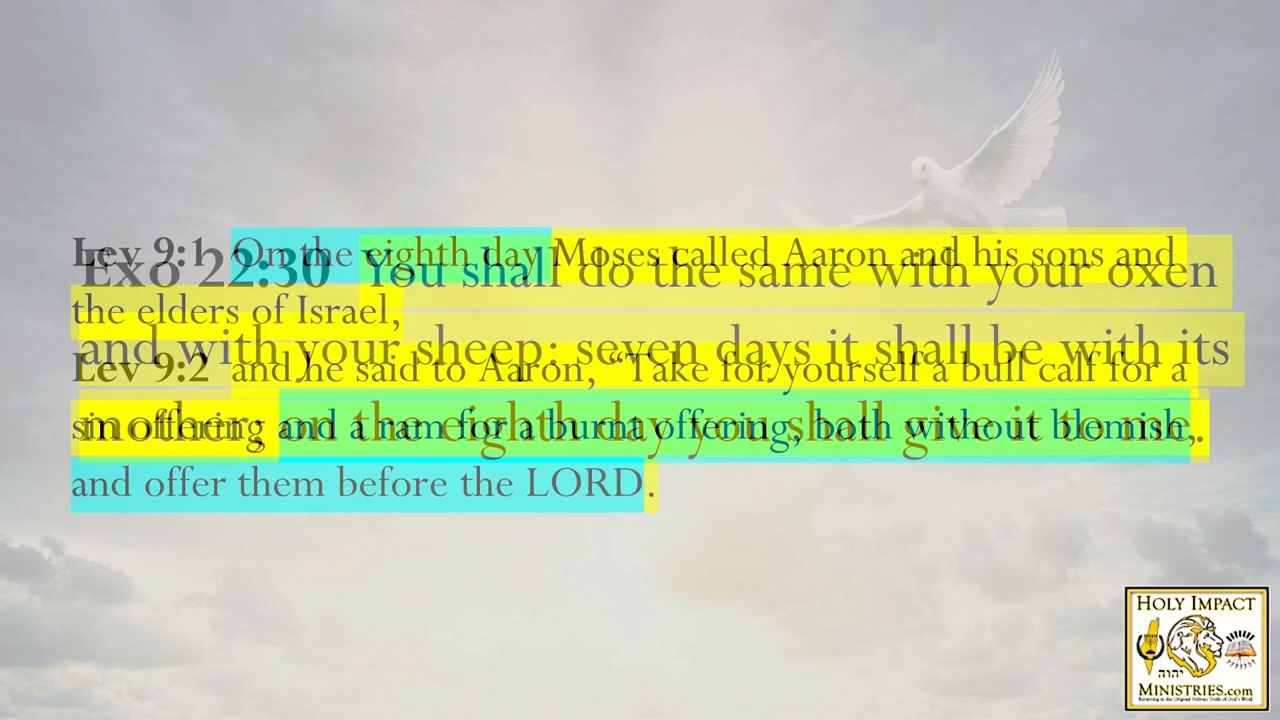 Lev 9:1 On the eighth day Moses called Aaron and his sons and
the elders of Israel,
Lev 9:2 and he said to Aaron, “Take for yourself a bull calf for a
sin offering and a ram for a burnt offering, both without blemish,
and offer them before the LORD.
Exo 22:30 You shall do the same with your oxen
and with your sheep: seven days it shall be with its
mother; on the eighth day you shall give it to me.
HOLY IMPACT
יהוה
MINISTRIES.com